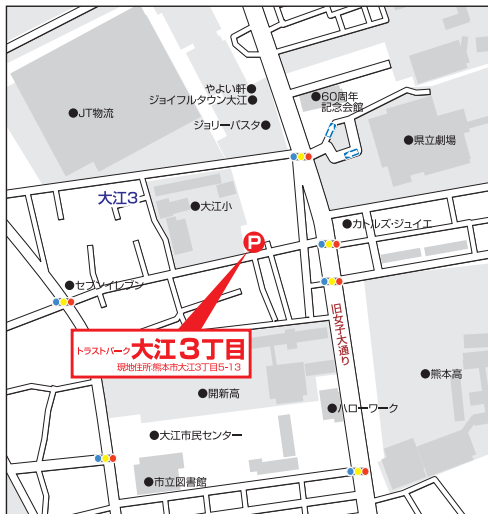 やよい軒
ジョイフルタウン大江
60周年
記念会館
JT物流
ジョリーパスタ
県立劇場
大江3
大江小
カトルズ・ジュイエ
P
セブンイレブン
トラストパーク 大江3丁目
現地住所:熊本市大江3丁目5-13
旧女子大通り
熊本高
開新高
ハローワーク
大江市民センター
市立図書館